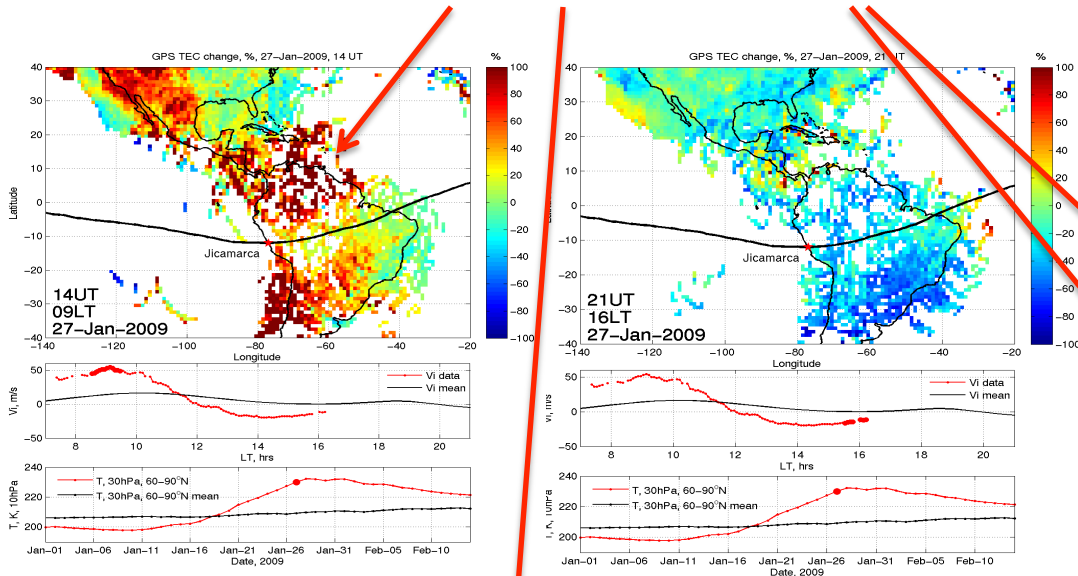 GPS TEC change, %, 27-Jan-2009, 14 UT
%
40
30
20
10
0
−10
−20
−30
−40
Latitude
Jicamarca
14UT
09LT
27-Jan-2009
−140
−120
−100
−80
−60
−40
−20
Longitude
100
80
60
40
20
0
−20
−40
−60
−80
−100
50
0
−50
Vi, m/s
Vi data
Vi mean
8
10
12
14
16
18
20
LT, hrs
240
220
200
T, K, 10hPa
T, 30hPa, 60−90°N
T, 30hPa, 60−90°N mean
Jan−01
Jan−06
Jan−11
Jan−16
Jan−21
Jan−26
Jan−31
Feb−05
Feb−10
Date, 2009
GPS TEC change, %, 27-Jan-2009, 21 UT
%
40
30
20
10
0
−10
−20
−30
−40
Jicamarca
21UT
16LT
27-Jan-2009
−140
−120
−100
−80
−60
−40
−20
Longitude
100
80
60
40
20
0
−20
−40
−60
−80
−100
50
0
−50
Vi, m/s
Vi data
Vi mean
8
10
12
14
16
18
20
LT, hrs
240
220
200
T, K, 10hPa
T, 30hPa, 60−90°N
T, 30hPa, 60−90°N mean
Jan−01
Jan−06
Jan−11
Jan−16
Jan−21
Jan−26
Jan−31
Feb−05
Feb−10
Date, 2009